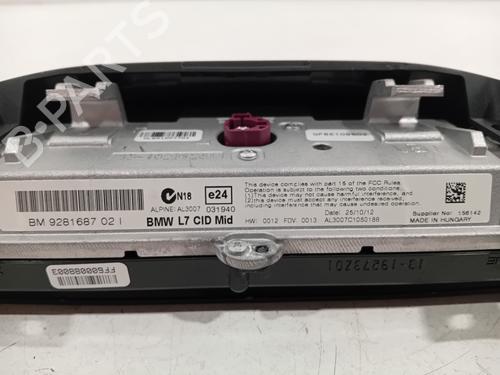 B-PARTS
N18
e24
ALPINE: AL3007 031940
BM 9281687 02 I
BMW L7 CID Mid
This device complies with part 15 of the FCC Rules.
Operation is subject to the following two conditions:
(1)This device may not cause harmful interference, and
(2)this device must accept any interference received,
including interference that may cause undesired operation.
Date: 25/10/12
Supplier No: 156142
HW: 0012 FDV: 0013 AL3007C1050188
MADE IN HUNGARY
FF600088003
13-19273Z01